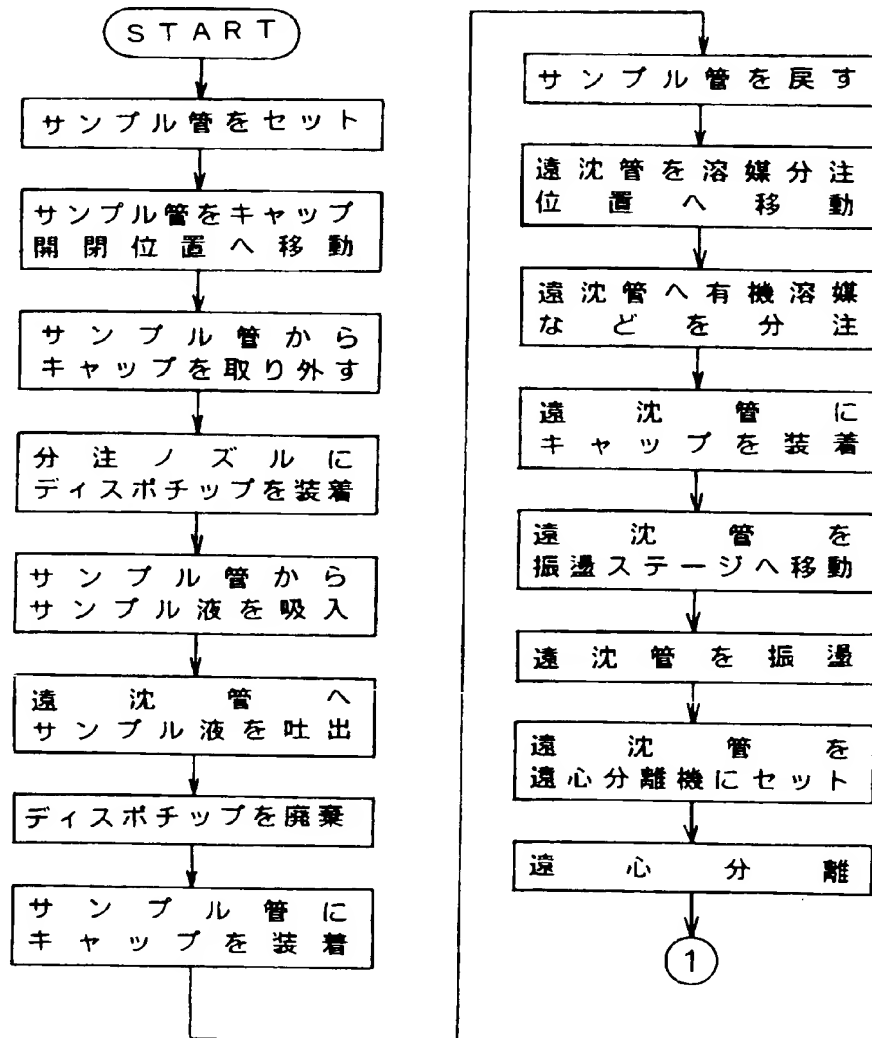 START
サンプル管をセット
サンプル管をキャップ
開閉位置へ移動
サンプル管から
キャップを取り外す
分注ノズルに
ディスポチップを装着
サンプル管から
サンプル液を吸入
遠沈管へ
サンプル液を吐出
ディスポチップを廃棄
サンプル管に
キャップを装着
サンプル管を戻す
遠沈管を溶媒分注
位置へ移動
遠沈管へ有機溶媒
などを分注
遠沈管に
キャップを装着
遠沈管を
振盪ステージへ移動
遠沈管を振盪
遠沈管を
遠心分離機にセット
遠心分離
1